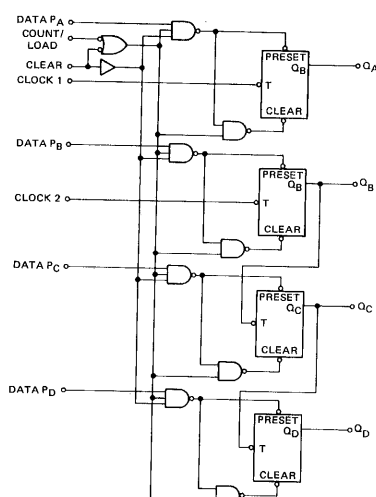 DATA PA
COUNT/
LOAD
CLEAR
CLOCK 1
PRESET
QB
QA
T
CLEAR
DATA PB
CLOCK 2
PRESET
QB
QB
T
CLEAR
DATA PC
PRESET
QC
QC
T
CLEAR
DATA PD
PRESET
QD
QD
T
CLEAR